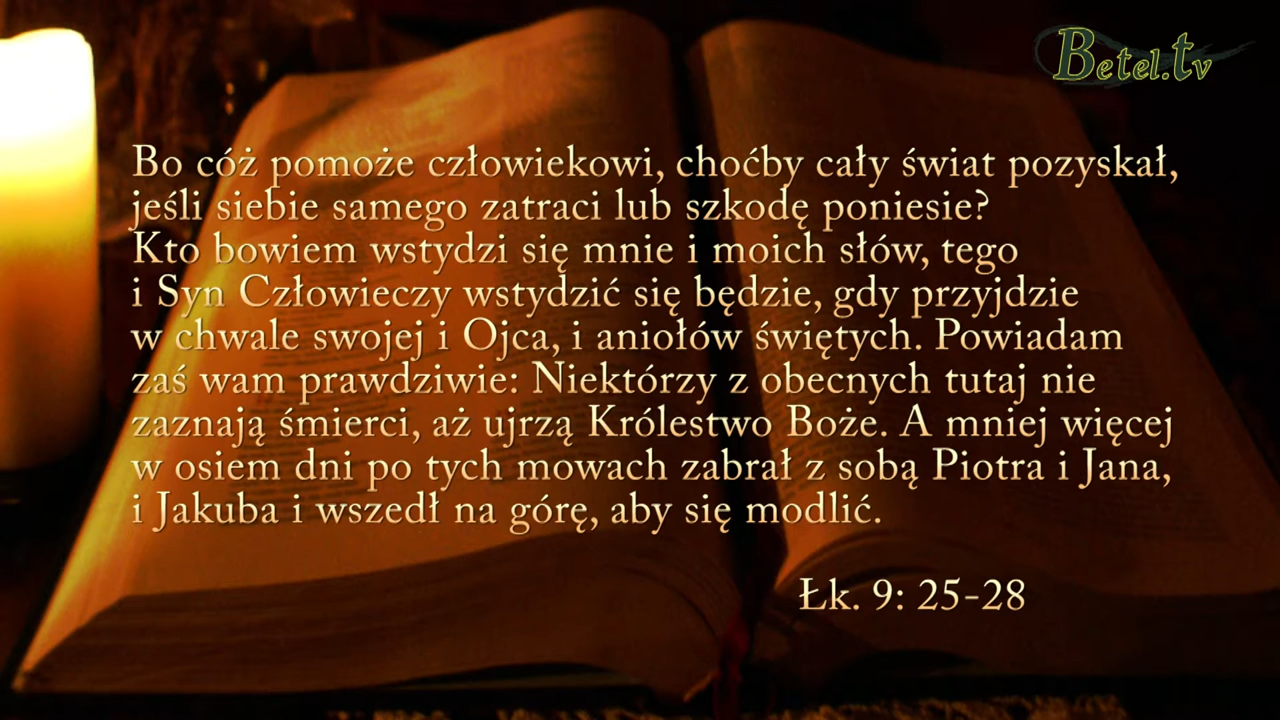 Betel.tv
Bo cóż pomoże człowiekowi, choćby cały świat pozyskał,
jeśli siebie samego zatraci lub szkodę poniesie?
Kto bowiem wstydzi się mnie i moich słów, tego
i Syn Człowieczy wstydzić się będzie, gdy przyjdzie
w chwale swojej i Ojca, i aniołów świętych. Powiadam
zaś wam prawdziwie: Niektórzy z obecnych tutaj nie
zaznają śmierci, aż ujrzą Królestwo Boże. A mniej więcej
w osiem dni po tych mowach zabrał z sobą Piotra i Jana,
i Jakuba i wszedł na górę, aby się modlić.
Łk. 9: 25-28